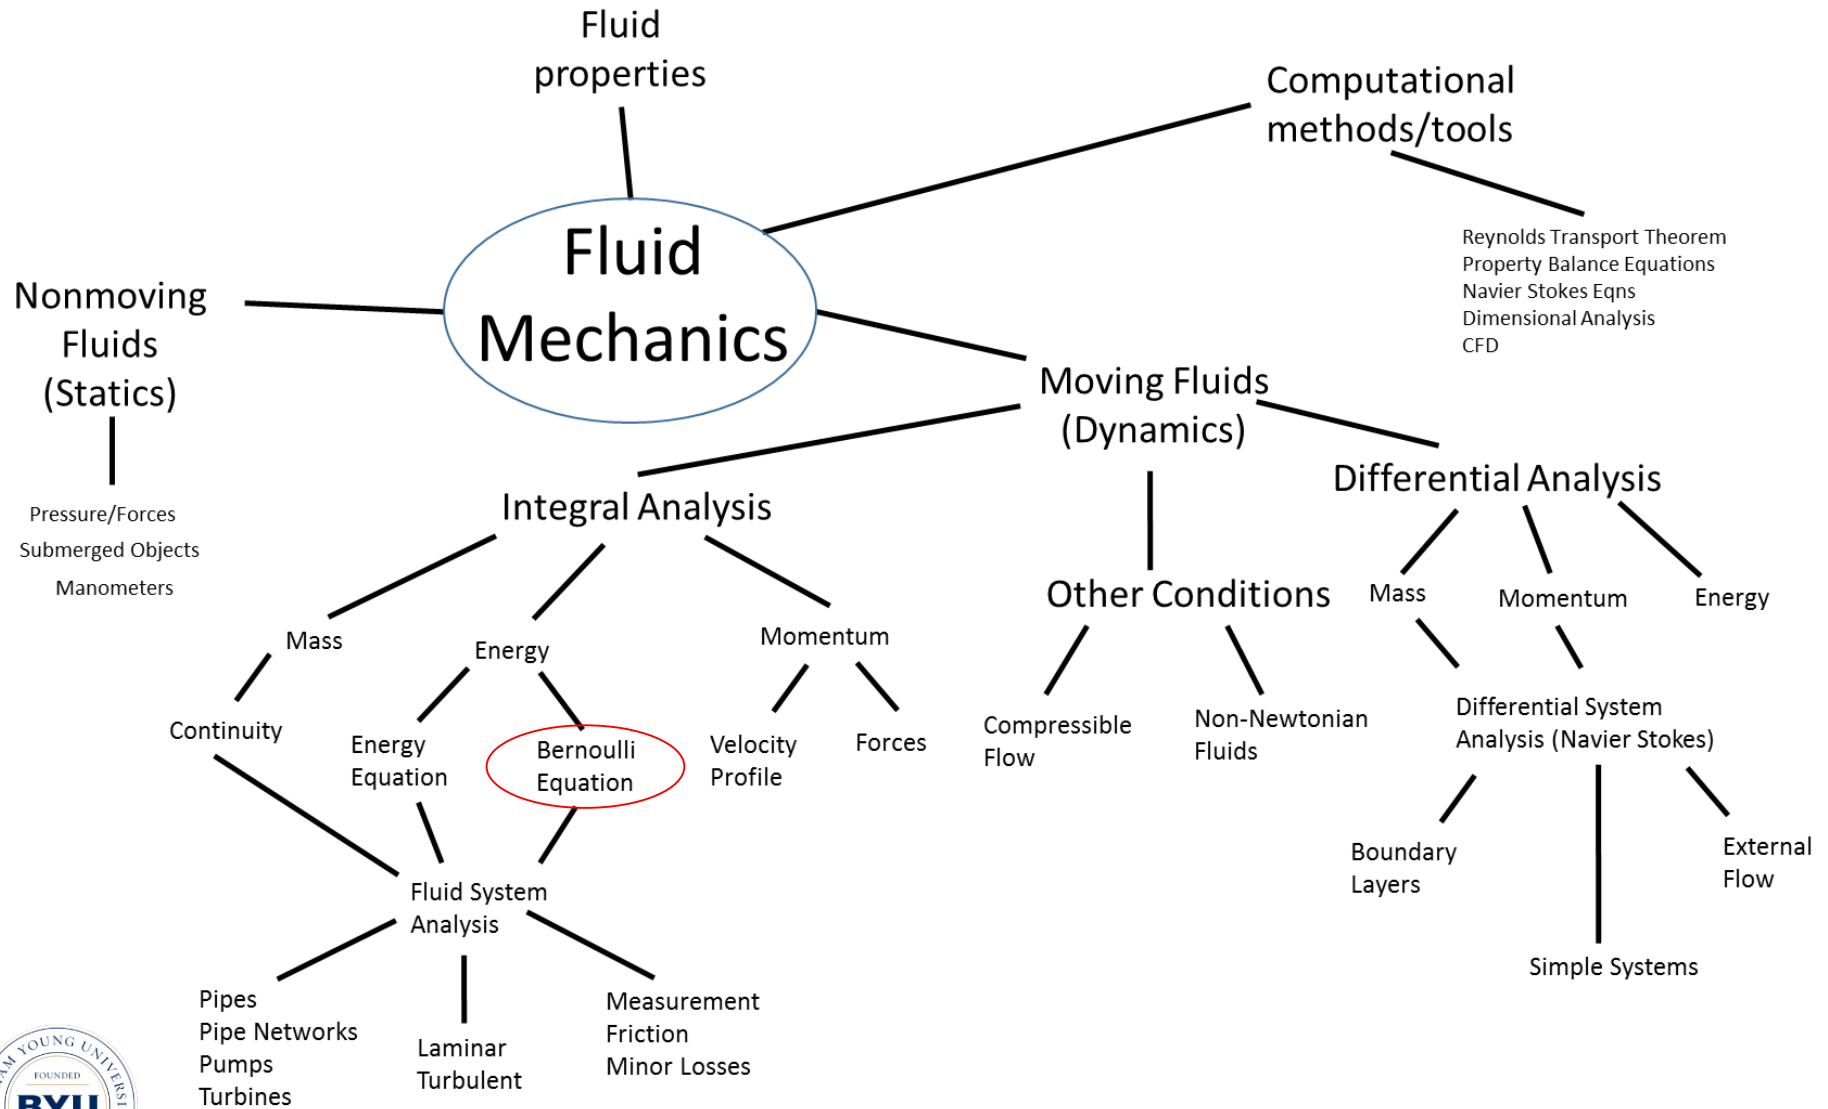 Fluid
properties
Computational
methods/tools
Fluid
Mechanics
Reynolds Transport Theorem
Property Balance Equations
Navier Stokes Eqns
Dimensional Analysis
CFD
Nonmoving
Fluids
(Statics)
Pressure/Forces
Submerged Objects
Manometers
Moving Fluids
(Dynamics)
Integral Analysis
Differential Analysis
Other Conditions
Mass
Momentum
Energy
Mass
Energy
Momentum
Continuity
Energy
Equation
Bernoulli
Equation
Velocity
Profile
Forces
Compressible
Flow
Non-Newtonian
Fluids
Differential System
Analysis (Navier Stokes)
Boundary
Layers
External
Flow
Simple Systems
Fluid System
Analysis
Pipes
Pipe Networks
Pumps
Turbines
Laminar
Turbulent
Measurement
Friction
Minor Losses
YOUNG
FOUNDED
BYU